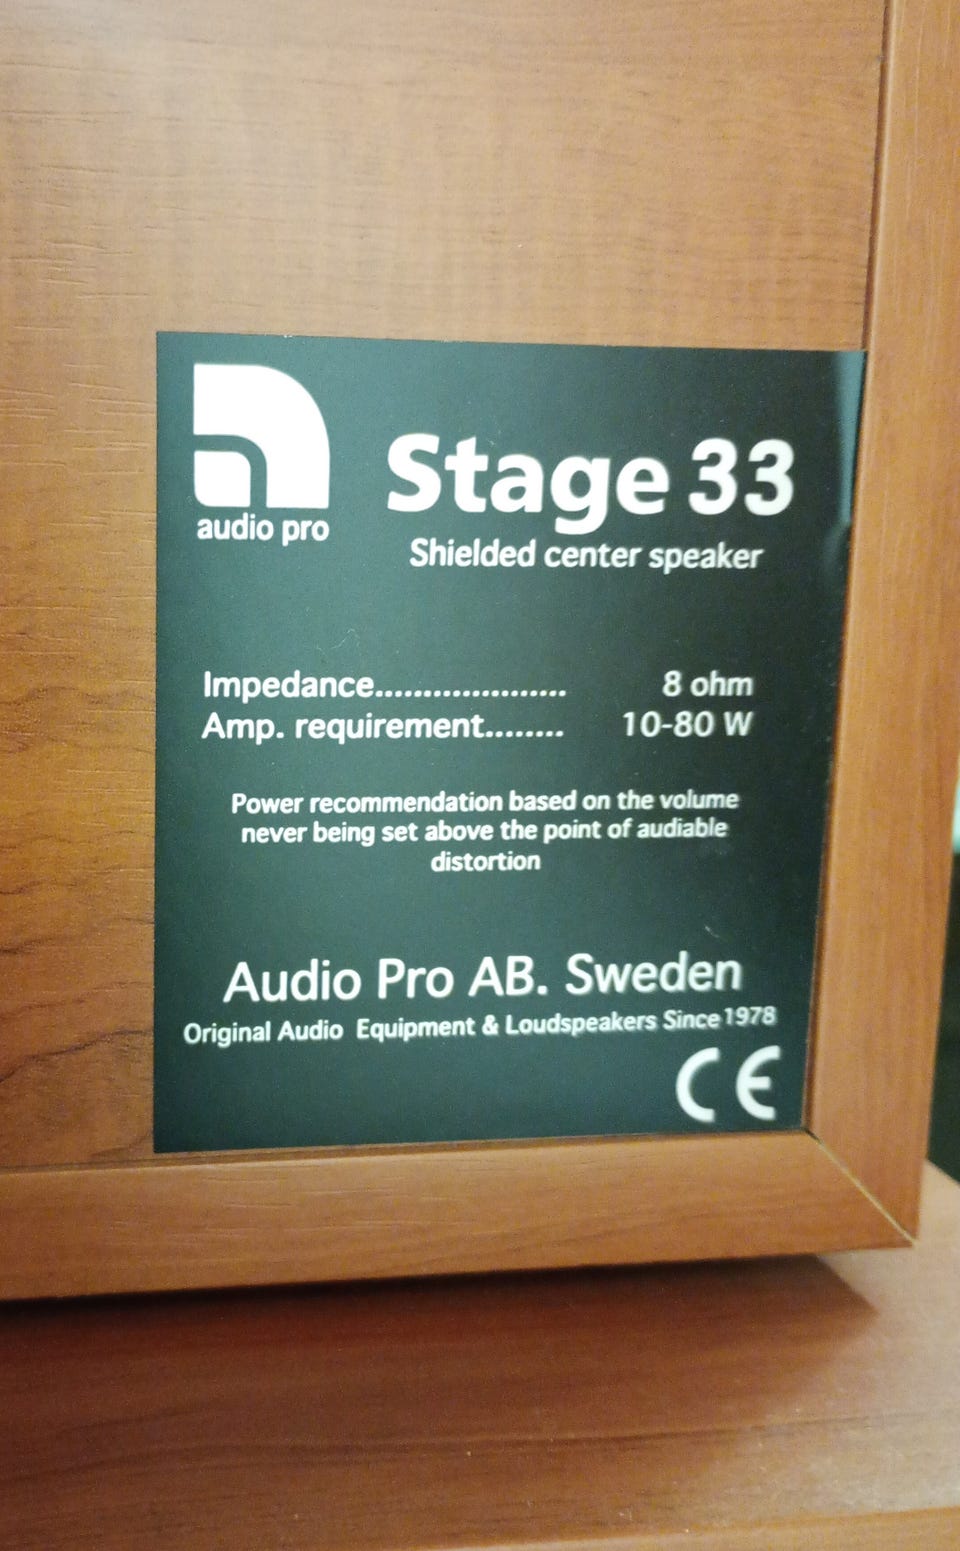 audio pro
Stage 33
Shielded center speaker
Impedance.................... 8 ohm
Amp. requirement........ 10-80 W
Power recommendation based on the volume
never being set above the point of audiable
distortion
Audio Pro AB. Sweden
Original Audio Equipment & Loudspeakers Since 1978
CE